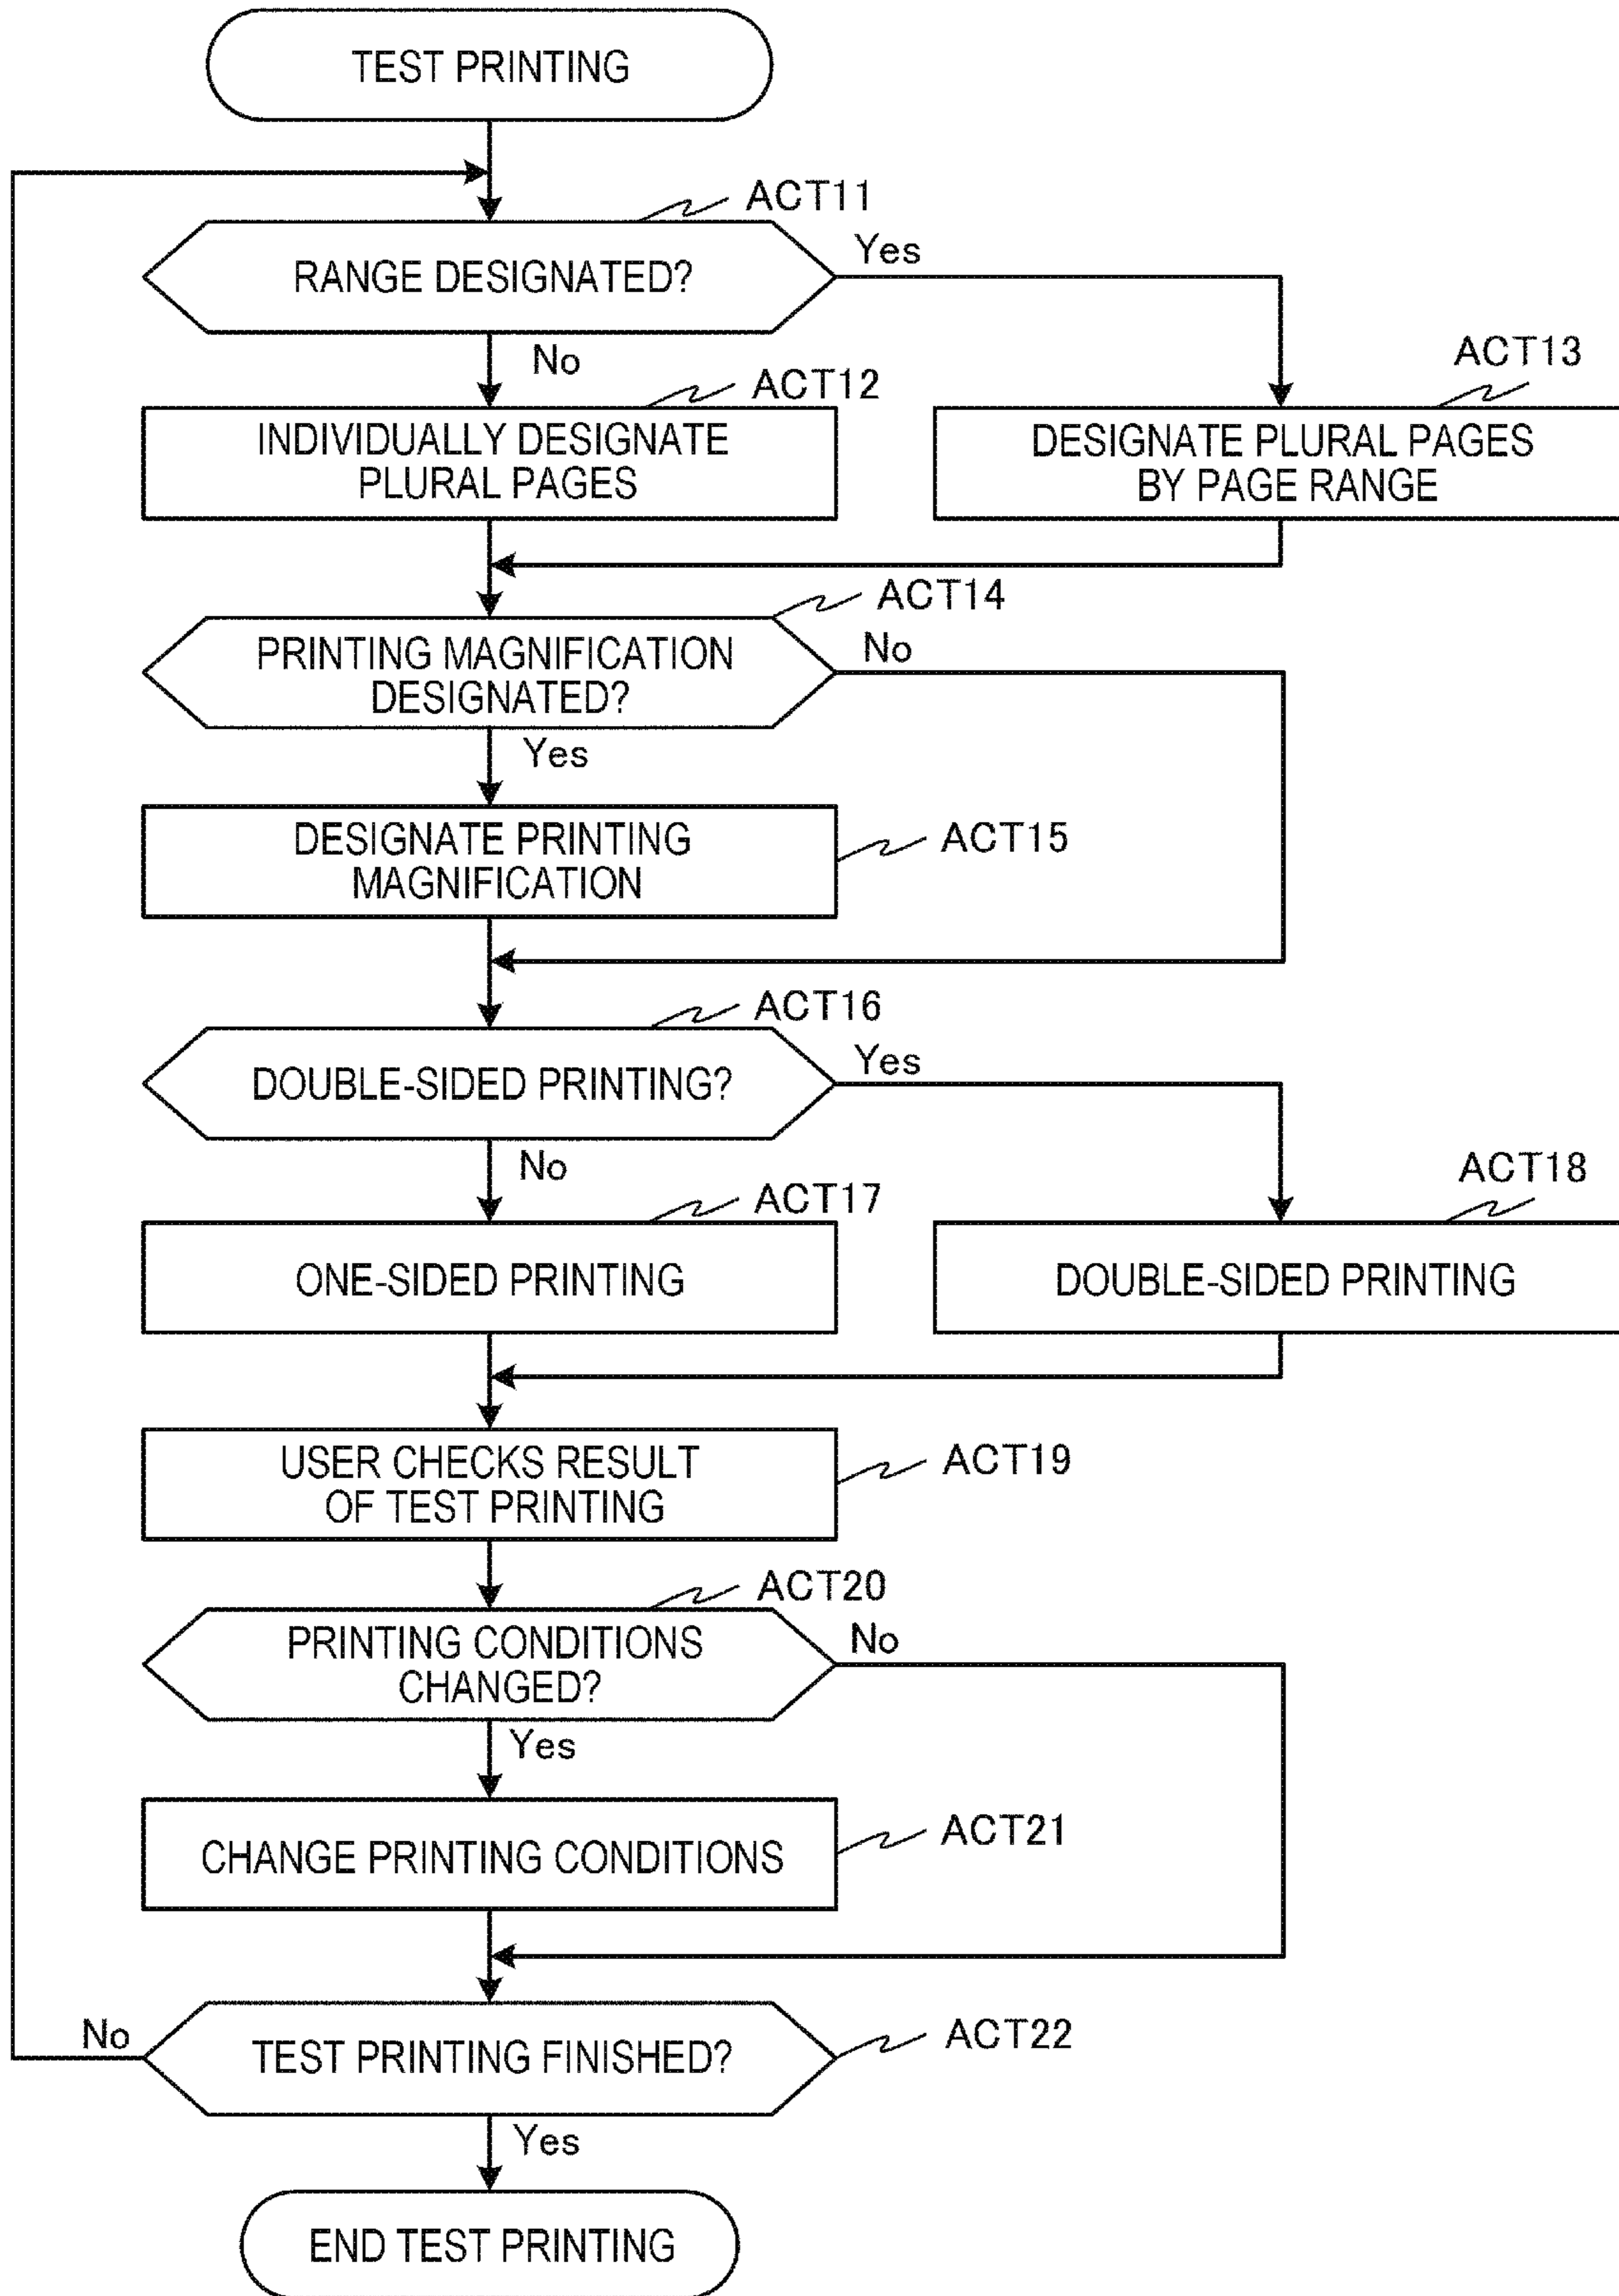 TEST PRINTING
ACT11
RANGE DESIGNATED?
Yes
No
ACT12
ACT13
INDIVIDUALLY DESIGNATE
PLURAL PAGES
DESIGNATE PLURAL PAGES
BY PAGE RANGE
ACT14
PRINTING MAGNIFICATION
DESIGNATED?
No
Yes
DESIGNATE PRINTING
MAGNIFICATION
ACT15
ACT16
DOUBLE-SIDED PRINTING?
Yes
No
ACT17
ACT18
ONE-SIDED PRINTING
DOUBLE-SIDED PRINTING
USER CHECKS RESULT
OF TEST PRINTING
ACT19
ACT20
PRINTING CONDITIONS
CHANGED?
No
Yes
CHANGE PRINTING CONDITIONS
ACT21
No
TEST PRINTING FINISHED?
ACT22
Yes
END TEST PRINTING